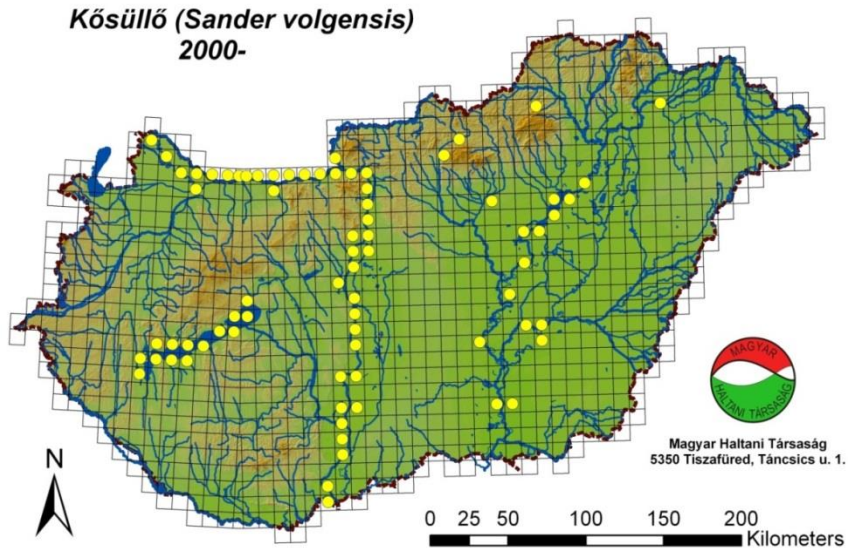 Kősüllő (Sander volgensis)
2000-
MAGYAR
HALTANI TÁRSASÁG
Magyar Haltani Társaság
5350 Tiszafüred, Táncsics u. 1.
N
0 25 50 100 150 200
Kilometers